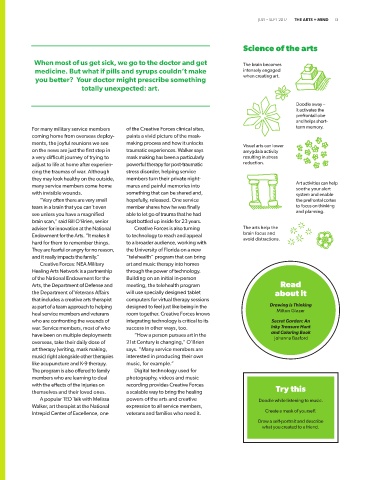 JULY – SEPT 2017 THE ARTS + MIND
When most of us get sick, we go to the doctor and get
medicine. But what if pills and syrups couldn't make
you better? Your doctor might prescribe something
totally unexpected: art.
For many military service members
coming home from overseas deploy-
ments, the joyful reunions we see
on the news are just the first step in
a very difficult journey of trying to
adjust to life at home after experien-
cing the traumas of war. Although
they may look healthy on the outside,
many service members come home
with invisible wounds.
"Very often there are very small
tears in a brain that you can't even
see unless you have a magnified
brain scan," said Bill O'Brien, senior
advisor for innovation at the National
Endowment for the Arts. "It makes it
hard for them to remember things.
They are fearful or angry for no reason,
and it really impacts the family."
Creative Forces: NEA Military
Healing Arts Network is a partnership
of the National Endowment for the
Arts, the Department of Defense and
the Department of Veterans Affairs
that includes a creative arts therapist
as part of a team approach to helping
heal service members and veterans
who are confronting the wounds of
war. Service members, most of who
have been on multiple deployments
overseas, take their daily dose of
art therapy (writing, mask making,
music) right alongside other therapies
like acupuncture and K-9 therapy.
The program is also offered to family
members who are learning to deal
with the effects of the injuries on
themselves and their loved ones.
A popular TED Talk with Melissa
Walker, art therapist at the National
Intrepid Center of Excellence, one
of the Creative Forces clinical sites,
paints a vivid picture of the mask-
making process and how it unlocks
traumatic experiences. Walker says
mask making has been a particularly
powerful therapy for post-traumatic
stress disorder, helping service
members turn their private night-
mares and painful memories into
something that can be shared and,
hopefully, released. One service
member shares how he was finally
able to let go of trauma that he had
kept bottled up inside for 23 years.
Creative Forces is also turning
to technology to reach and appeal
to a broader audience, working with
the University of Florida on a new
"telehealth" program that can bring
art and music therapy into homes
through the power of technology.
Building on an initial in-person
meeting, the telehealth program
will use specially designed tablet
computers for virtual therapy sessions
designed to feel just like being in the
room together. Creative Forces knows
integrating technology is critical to its
success in other ways, too.
"How a person pursues art in the
21st Century is changing," O'Brien
says. "Many service members are
interested in producing their own
music, for example."
Digital technology used for
photography, videos and music
recording provides Creative Forces
a scalable way to bring the healing
powers of the arts and creative
expression to all service members,
veterans and families who need it.
Science of the arts
The brain becomes
intensely engaged
when creating art.
Doodle away –
it activates the
prefrontal core
and helps short-
term memory.
Visual arts can lower
amygdala activity
resulting in stress
reduction.
Art activities can help
soothe your alert
system and enable
the prefrontal cortex
to focus on thinking
and planning.
The arts help the
brain focus and
avoid distractions.
Read
about it
Drawing is Thinking
Milton Glaser
Secret Garden: An
Inky Treasure Hunt
and Coloring Book
Johanna Basford
Try this
Doodle while listening to music.
Create a mask of yourself.
Draw a self-portrait and describe
what you created to a friend.